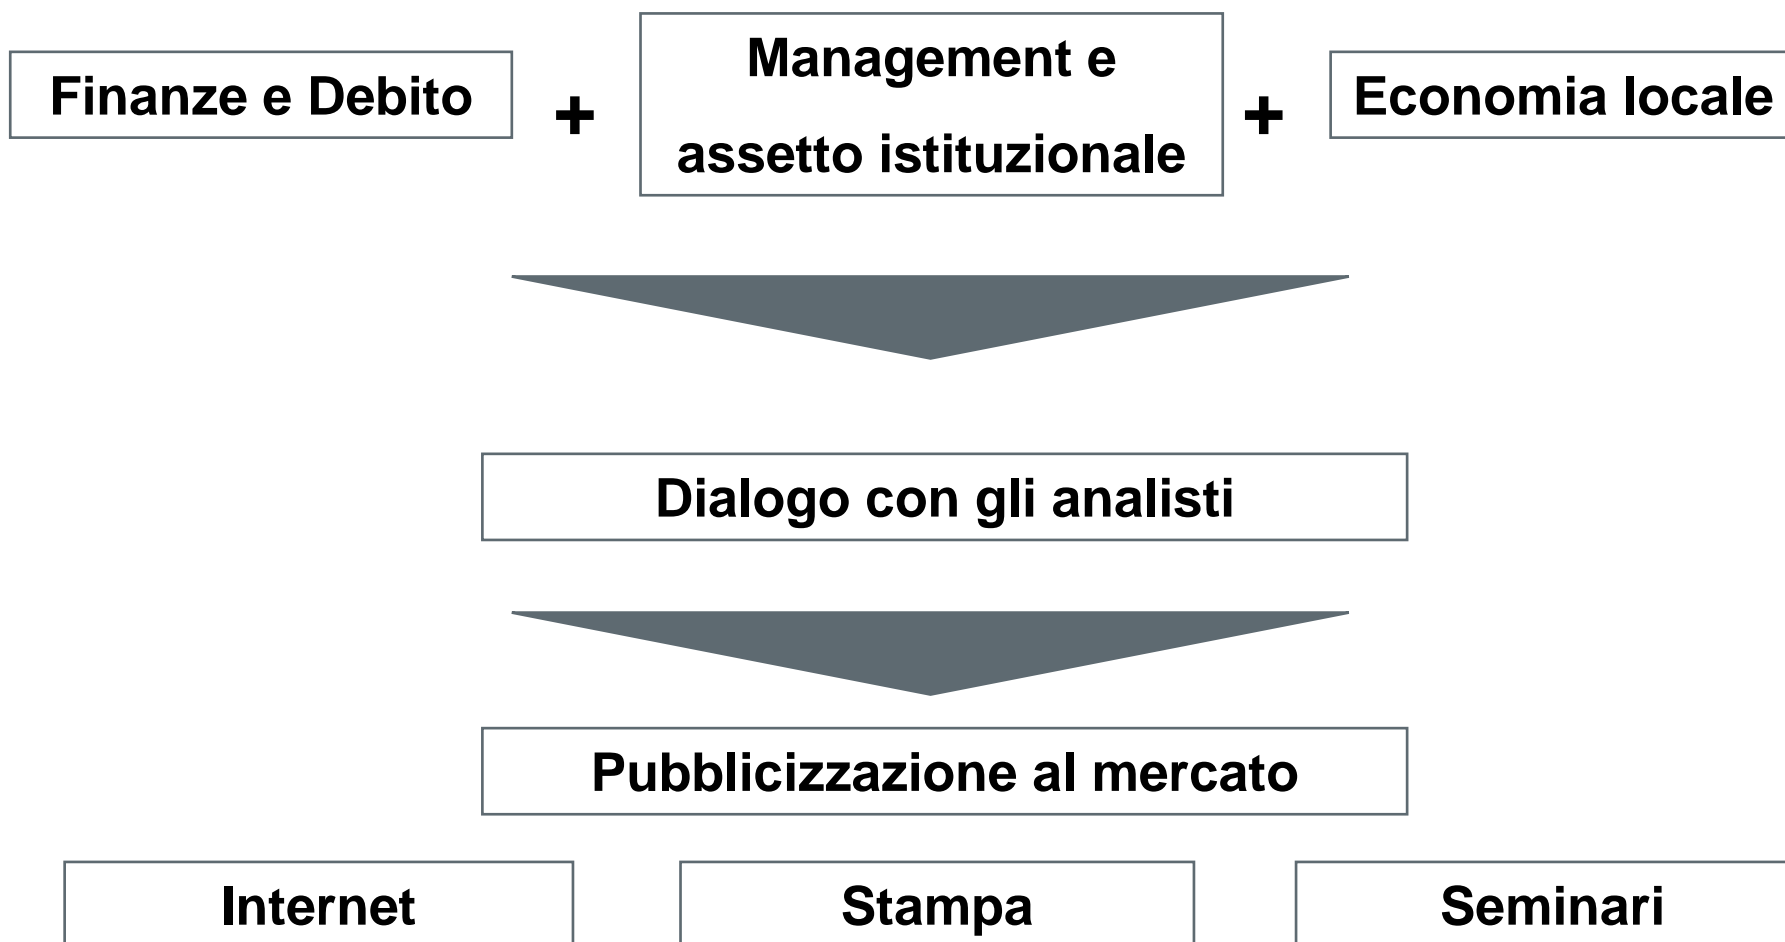 Finanze e Debito
+
Management e
assetto istituzionale
+
Economia locale
Dialogo con gli analisti
Pubblicizzazione al mercato
Internet
Stampa
Seminari